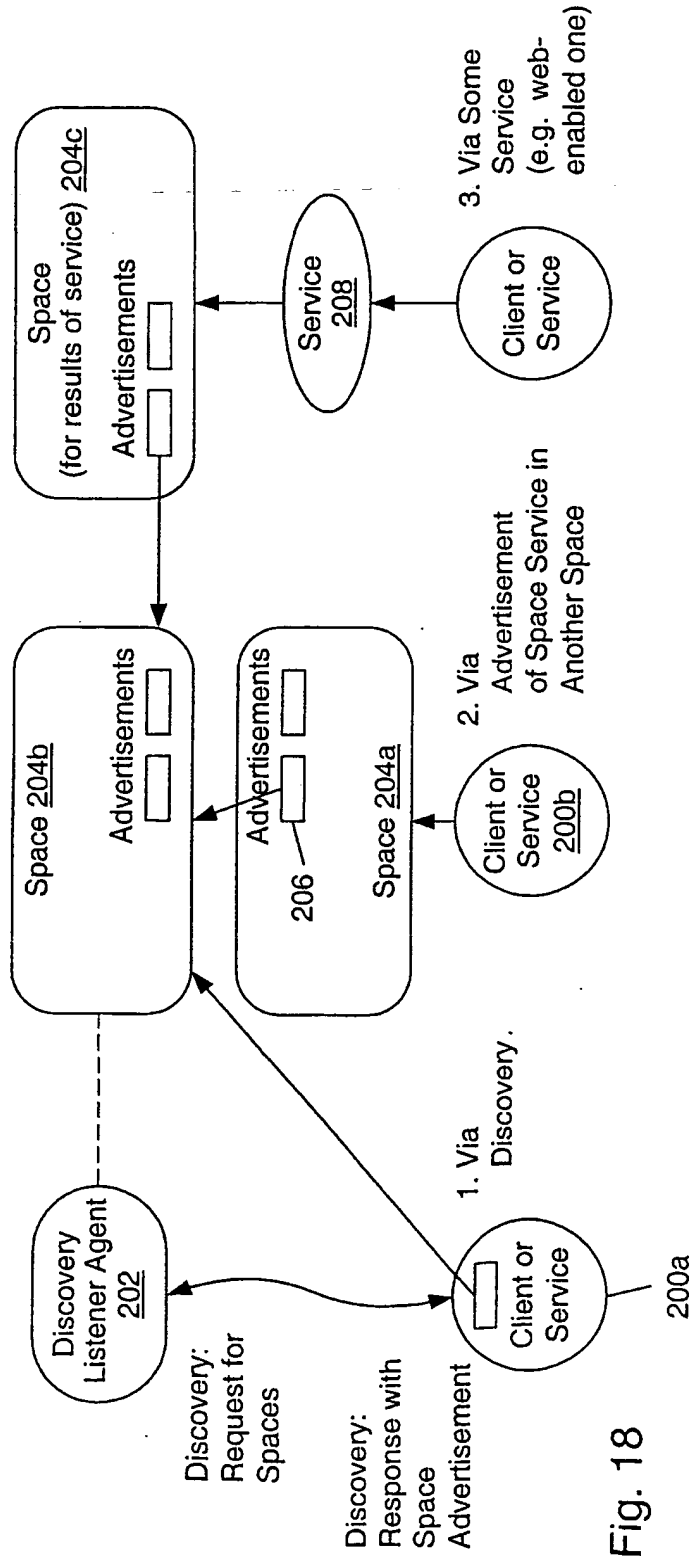 Discovery
Listener Agent
202
Space 204b
Advertisements
Space
(for results of service) 204c
Advertisements
Discovery:
Request for
Spaces
Advertisements
206
Space 204a
Service
208
Discovery:
Response with
Space
Advertisement
Client or
Service
200a
1. Via
Discovery.
Client or
Service
200b
2. Via
Advertisement
of Space Service in
Another Space
Client or
Service
3. Via Some
Service
(e.g. web-
enabled one)
Fig. 18